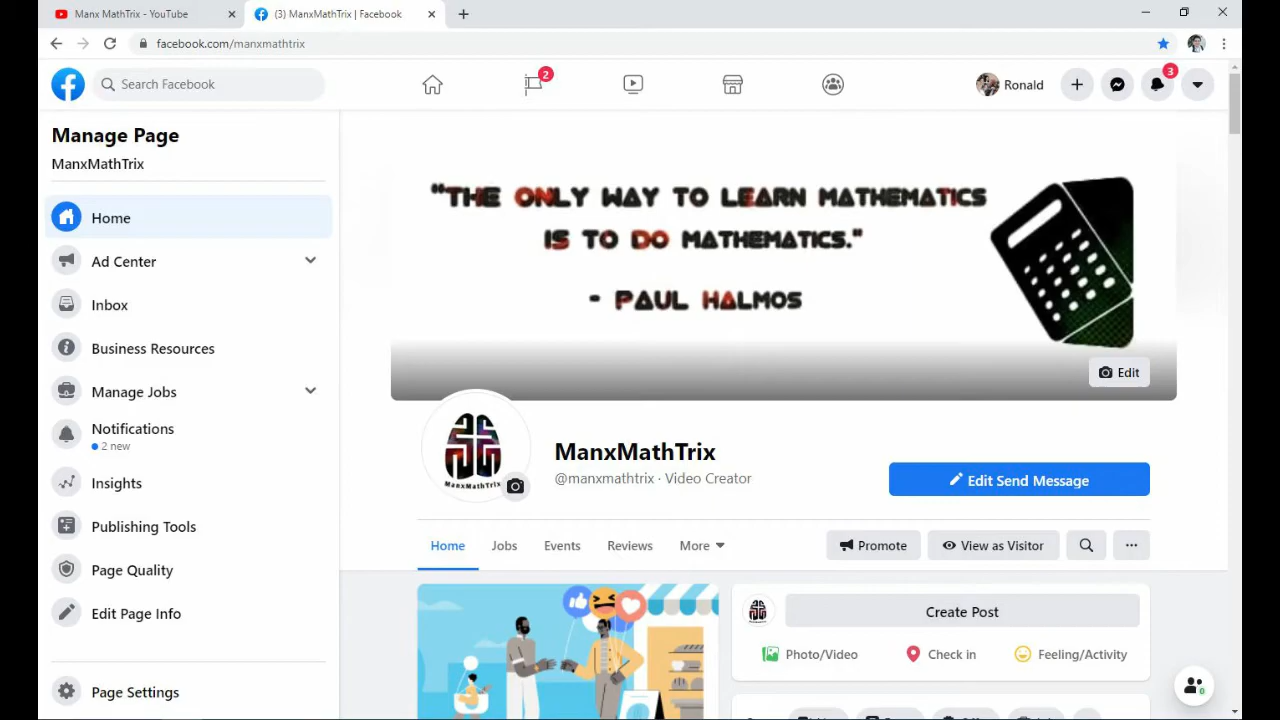 Manx MathTrix - YouTube
(3) ManxMathTrix | Facebook
facebook.com/manxmathtrix
Search Facebook
2
Ronald
3
Manage Page
ManxMathTrix
Home
Ad Center
Inbox
Business Resources
Manage Jobs
Notifications
2 new
Insights
Publishing Tools
Page Quality
Edit Page Info
Page Settings
"THE ONLY WAY TO LEARN MATHEMATICS
IS TO DO MATHEMATICS."
- PAUL HALMOS
Edit
ManxMathTrix
ManxMathTrix
@manxmathtrix · Video Creator
Edit Send Message
Home Jobs Events Reviews More
Promote
View as Visitor
Create Post
Photo/Video
Check in
Feeling/Activity
0